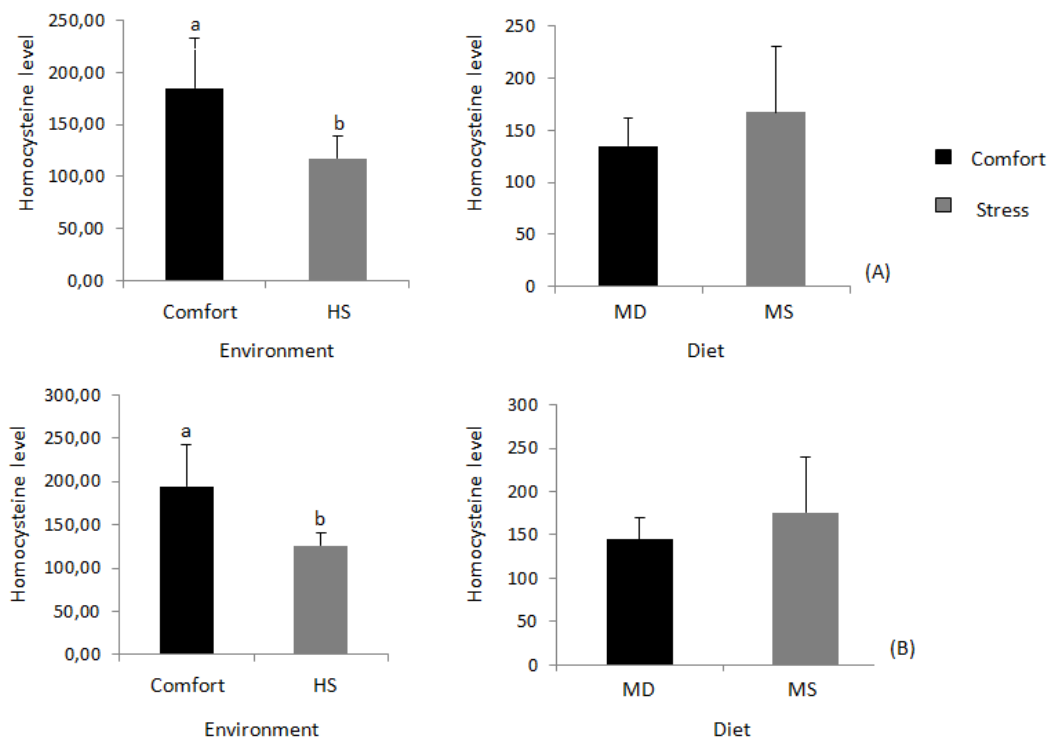 Homocysteine level
250,00
200,00
150,00
100,00
50,00
0,00
a
b
Comfort
HS
Environment
Homocysteine level
250
200
150
100
50
0
MD
MS
Diet
Comfort
Stress
(A)
Homocysteine level
300,00
250,00
200,00
150,00
100,00
50,00
0,00
a
b
Comfort
HS
Environment
Homocysteine level
300
250
200
150
100
50
0
MD
MS
Diet
(B)